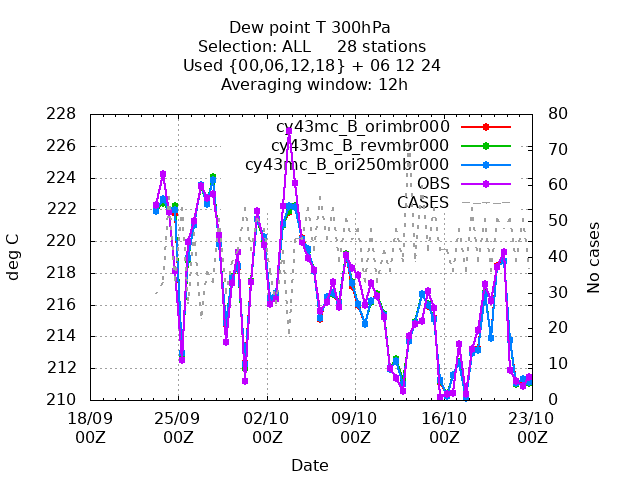 Dew point T 300hPa
Selection: ALL 28 stations
Used {00,06,12,18} + 06 12 24
Averaging window: 12h
cy43mc_B_orimbr000
cy43mc_B_revmbr000
cy43mc_B_ori250mbr000
OBS
CASES
deg C
228
226
224
222
220
218
216
214
212
210
No cases
80
70
60
50
40
30
20
10
0
18/09 25/09 02/10 09/10 16/10 23/10
00Z 00Z 00Z 00Z 00Z 00Z
Date